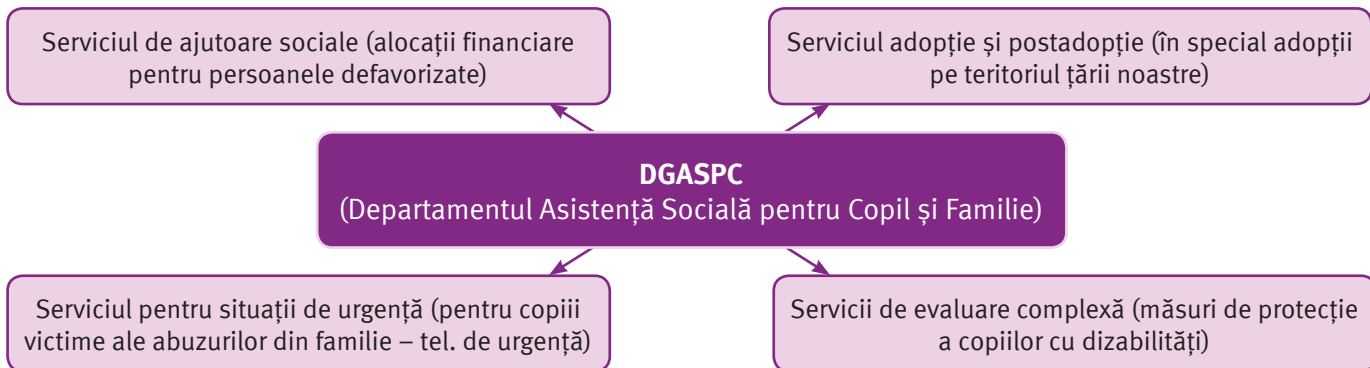 Serviciul de ajutoare sociale (alocații financiare
pentru persoanele defavorizate)
Serviciul adopție și postadopție (în special adopții
pe teritoriul țării noastre)
DGASPC
(Departamentul Asistență Socială pentru Copil și Familie)
Serviciul pentru situații de urgență (pentru copiii
victime ale abuzurilor din familie – tel. de urgență)
Servicii de evaluare complexă (măsuri de protecție
a copiilor cu dizabilități)